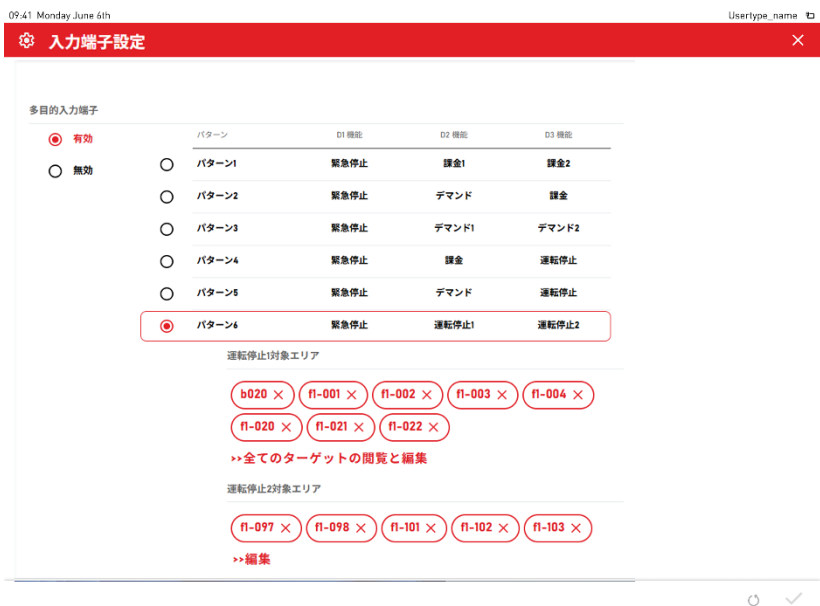 09:41 Monday June 6th Usertype_name
入力端子設定
多目的入力端子
有効
無効
パターン D1 機能 D2 機能 D3 機能
パターン1 緊急停止 課金1 課金2
パターン2 緊急停止 デマンド 課金
パターン3 緊急停止 デマンド1 デマンド2
パターン4 緊急停止 課金 運転停止
パターン5 緊急停止 デマンド 運転停止
パターン6 緊急停止 運転停止1 運転停止2
運転停止1対象エリア
b020 × f1-001 × f1-002 × f1-003 × f1-004 ×
f1-020 × f1-021 × f1-022 ×
>>全てのターゲットの閲覧と編集
運転停止2対象エリア
f1-097 × f1-098 × f1-101 × f1-102 × f1-103 ×
>>編集